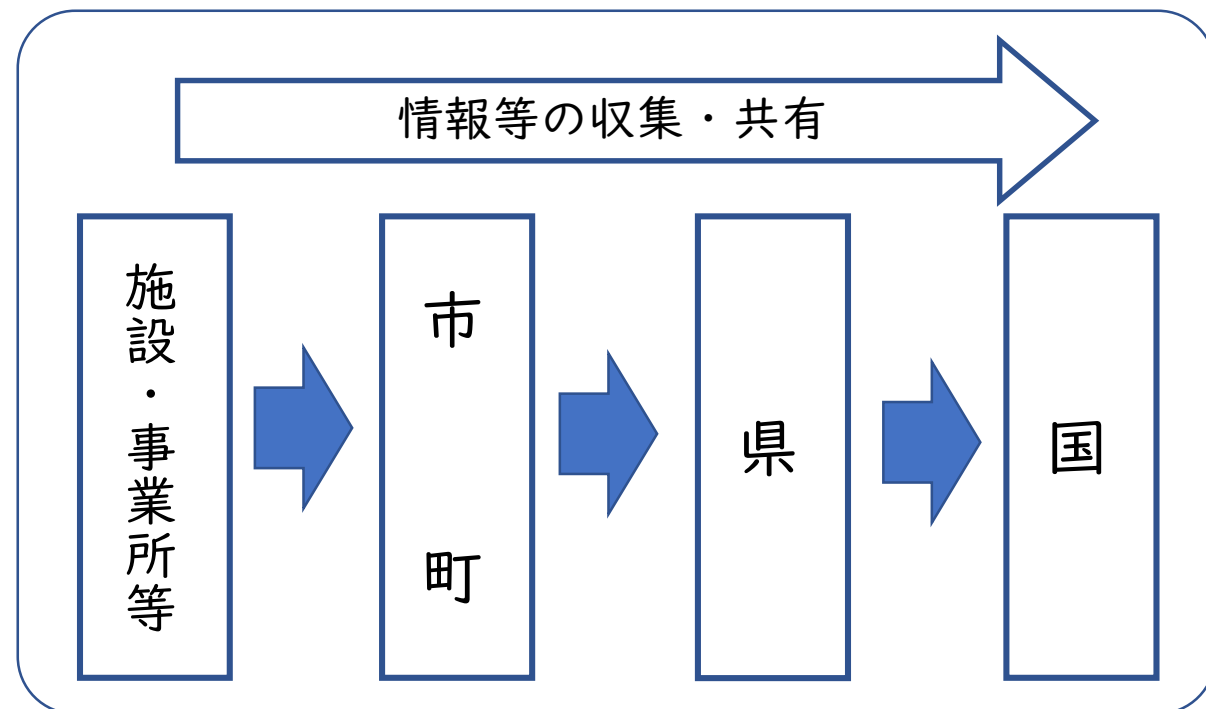 情報等の収集・共有
施設・事業所等
市町
県
国